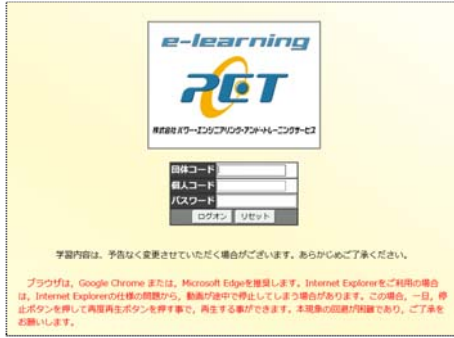 e-learning
PET
株式会社 パワー・エンジニアリング・アンド・トレーニングサービス
団体コード
個人コード
パスワード
ログオン リセット
学習内容は、予告なく変更させていただく場合がございます。あらかじめご了承ください。
ブラウザは、Google Chrome または、Microsoft Edgeを推奨します。Internet Explorerをご利用の場合
は、Internet Explorerの仕様の問題から、動画が途中で停止してしまう場合があります。この場合、一旦、停
止ボタンを押して再度再生ボタンを押す事で、再生する事ができます。本現象の回避が困難であり、ご了承を
お願いします。